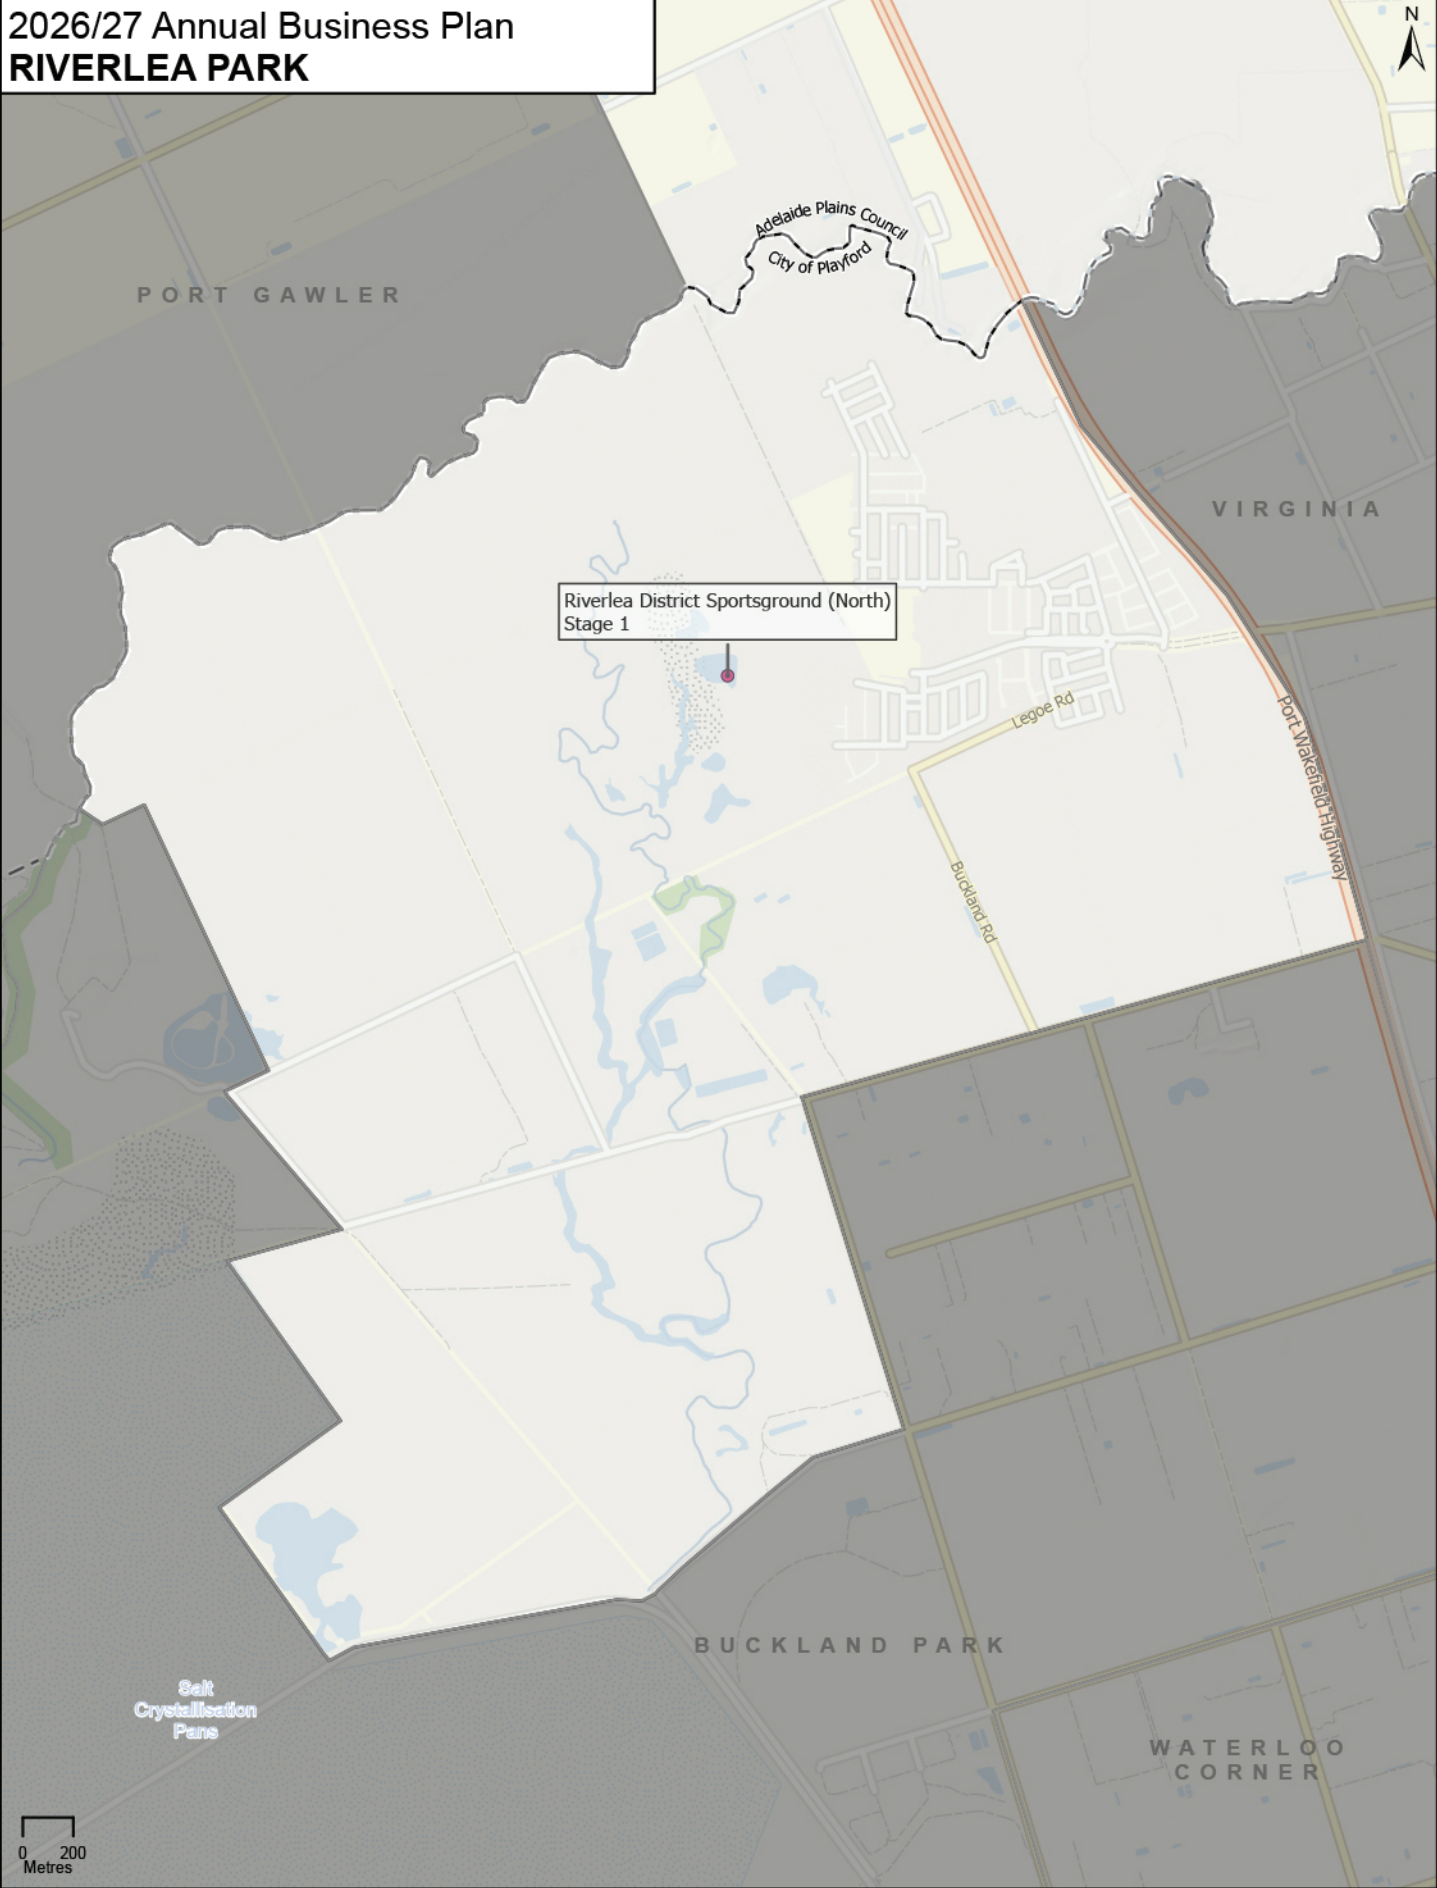 2026/27 Annual Business Plan
RIVERLEA PARK
N
Adelaide Plains Council
City of Playford
PORT GAWLER
VIRGINIA
Riverlea District Sportsground (North)
Stage 1
Legoe Rd
Port Wakefield Highway
Buckland Rd
BUCKLAND PARK
Salt
Crystallisation
Pans
WATERLOO
CORNER
0 200
Metres